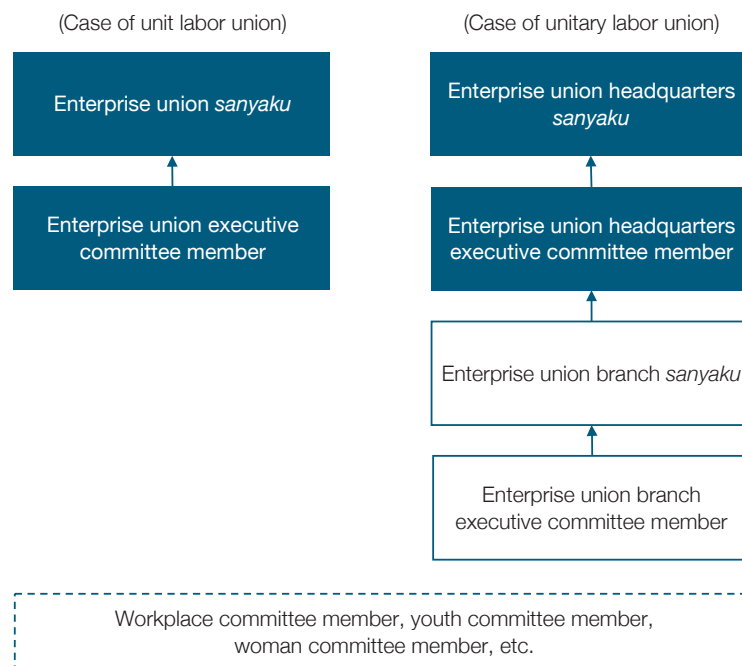 (Case of unit labor union)
Enterprise union sanyaku
Enterprise union executive
committee member
(Case of unitary labor union)
Enterprise union headquarters
sanyaku
Enterprise union headquarters
executive committee member
Enterprise union branch sanyaku
Enterprise union branch
executive committee member
Workplace committee member, youth committee member,
woman committee member, etc.